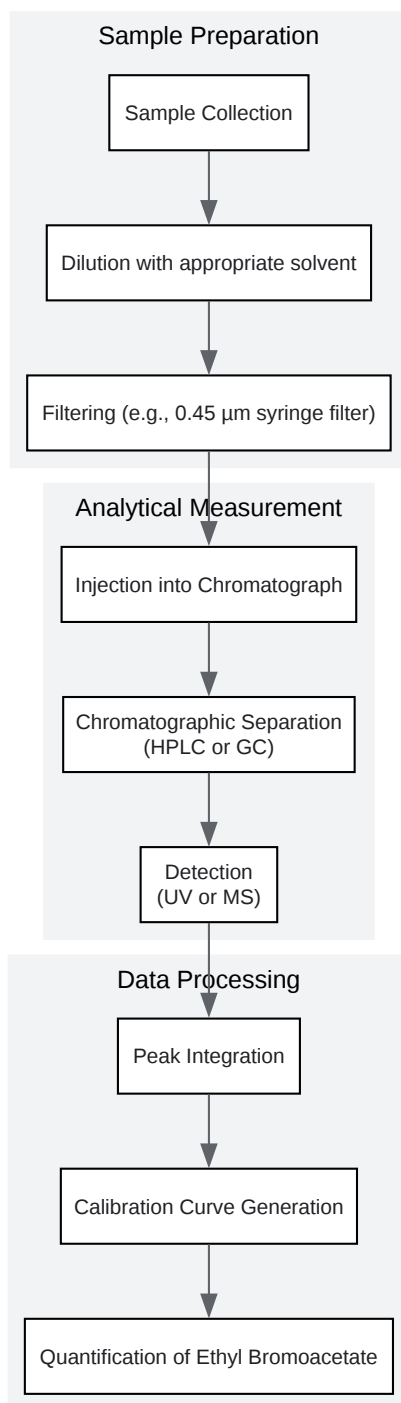 Sample Preparation
Sample Collection
Dilution with appropriate solvent
Filtering (e.g., 0.45 µm syringe filter)
Analytical Measurement
Injection into Chromatograph
Chromatographic Separation
(HPLC or GC)
Detection
(UV or MS)
Data Processing
Peak Integration
Calibration Curve Generation
Quantification of Ethyl Bromoacetate